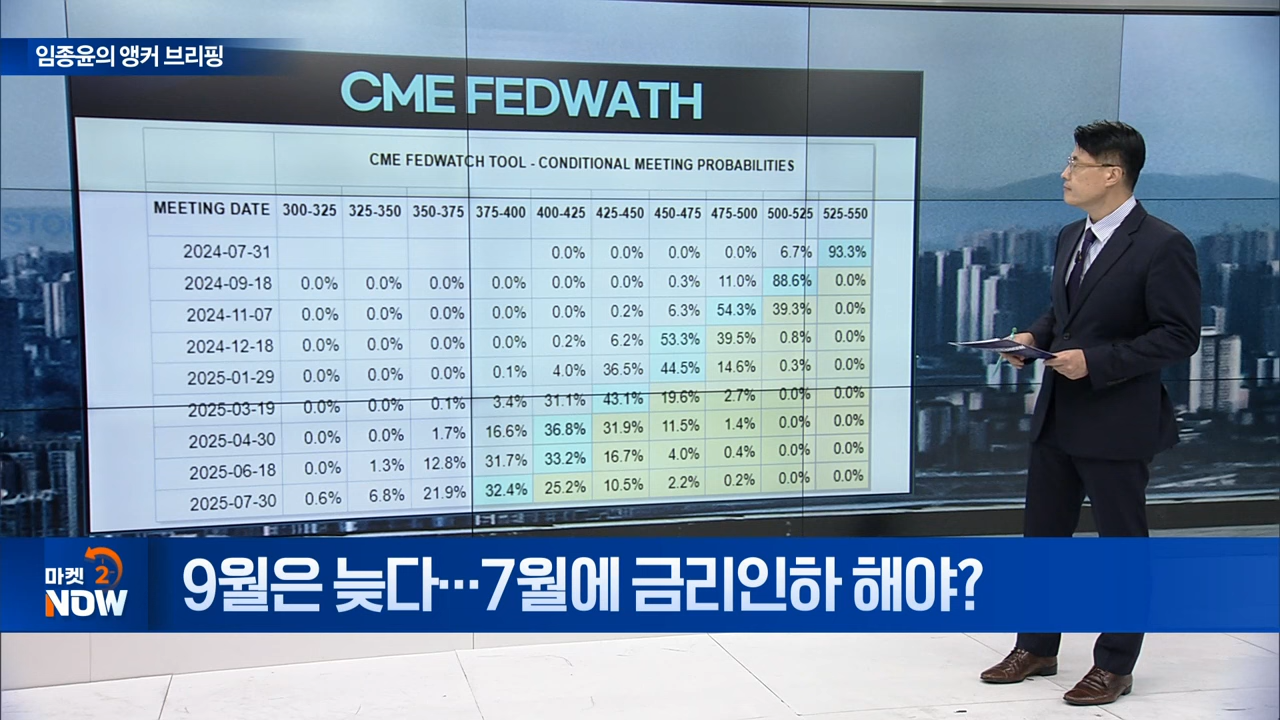 임종윤의 앵커 브리핑
CME FEDWATH
CME FEDWATCH TOOL - CONDITIONAL MEETING PROBABILITIES
MEETING DATE 300-325 325-350 350-375 375-400 400-425 425-450 450-475 475-500 500-525 525-550
2024-07-31 0.0% 0.0% 0.0% 0.0% 6.7% 93.3%
2024-09-18 0.0% 0.0% 0.0% 0.0% 0.0% 0.0% 0.3% 11.0% 88.6% 0.0%
2024-11-07 0.0% 0.0% 0.0% 0.0% 0.0% 0.2% 6.3% 54.3% 39.3% 0.0%
2024-12-18 0.0% 0.0% 0.0% 0.0% 0.2% 6.2% 53.3% 39.5% 0.8% 0.0%
2025-01-29 0.0% 0.0% 0.0% 0.1% 4.0% 36.5% 44.5% 14.6% 0.3% 0.0%
2025-03-19 0.0% 0.0% 0.1% 3.4% 31.1% 43.1% 19.6% 2.7% 0.0% 0.0%
2025-04-30 0.0% 0.0% 1.7% 16.6% 36.8% 31.9% 11.5% 1.4% 0.0% 0.0%
2025-06-18 0.0% 1.3% 12.8% 31.7% 33.2% 16.7% 4.0% 0.4% 0.0% 0.0%
2025-07-30 0.6% 6.8% 21.9% 32.4% 25.2% 10.5% 2.2% 0.2% 0.0% 0.0%
마켓 2
NOW
9월은 늦다…7월에 금리인하 해야?